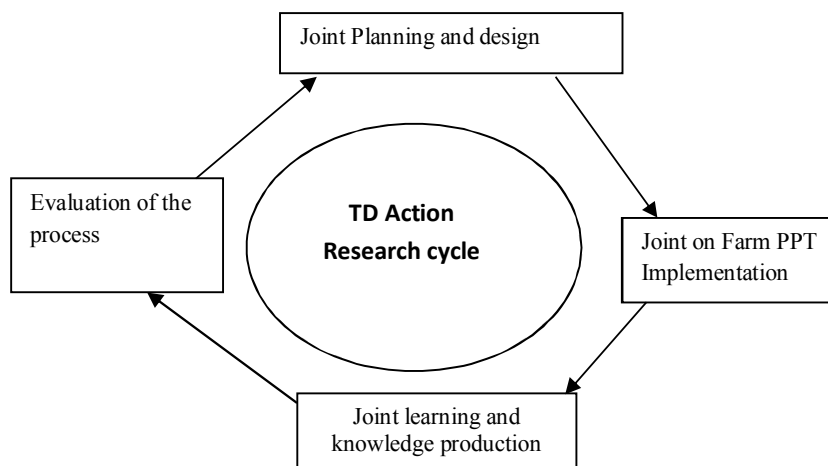 Joint Planning and design
Evaluation of the
process
TD Action
Research cycle
Joint on Farm PPT
Implementation
Joint learning and
knowledge production